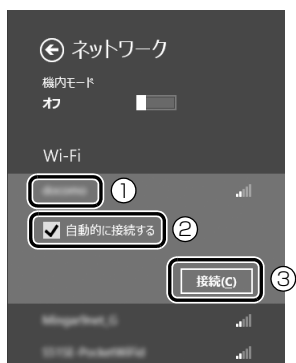 ネットワーク
機内モード
オフ
Wi-Fi
①
自動的に接続する ②
接続(C) ③